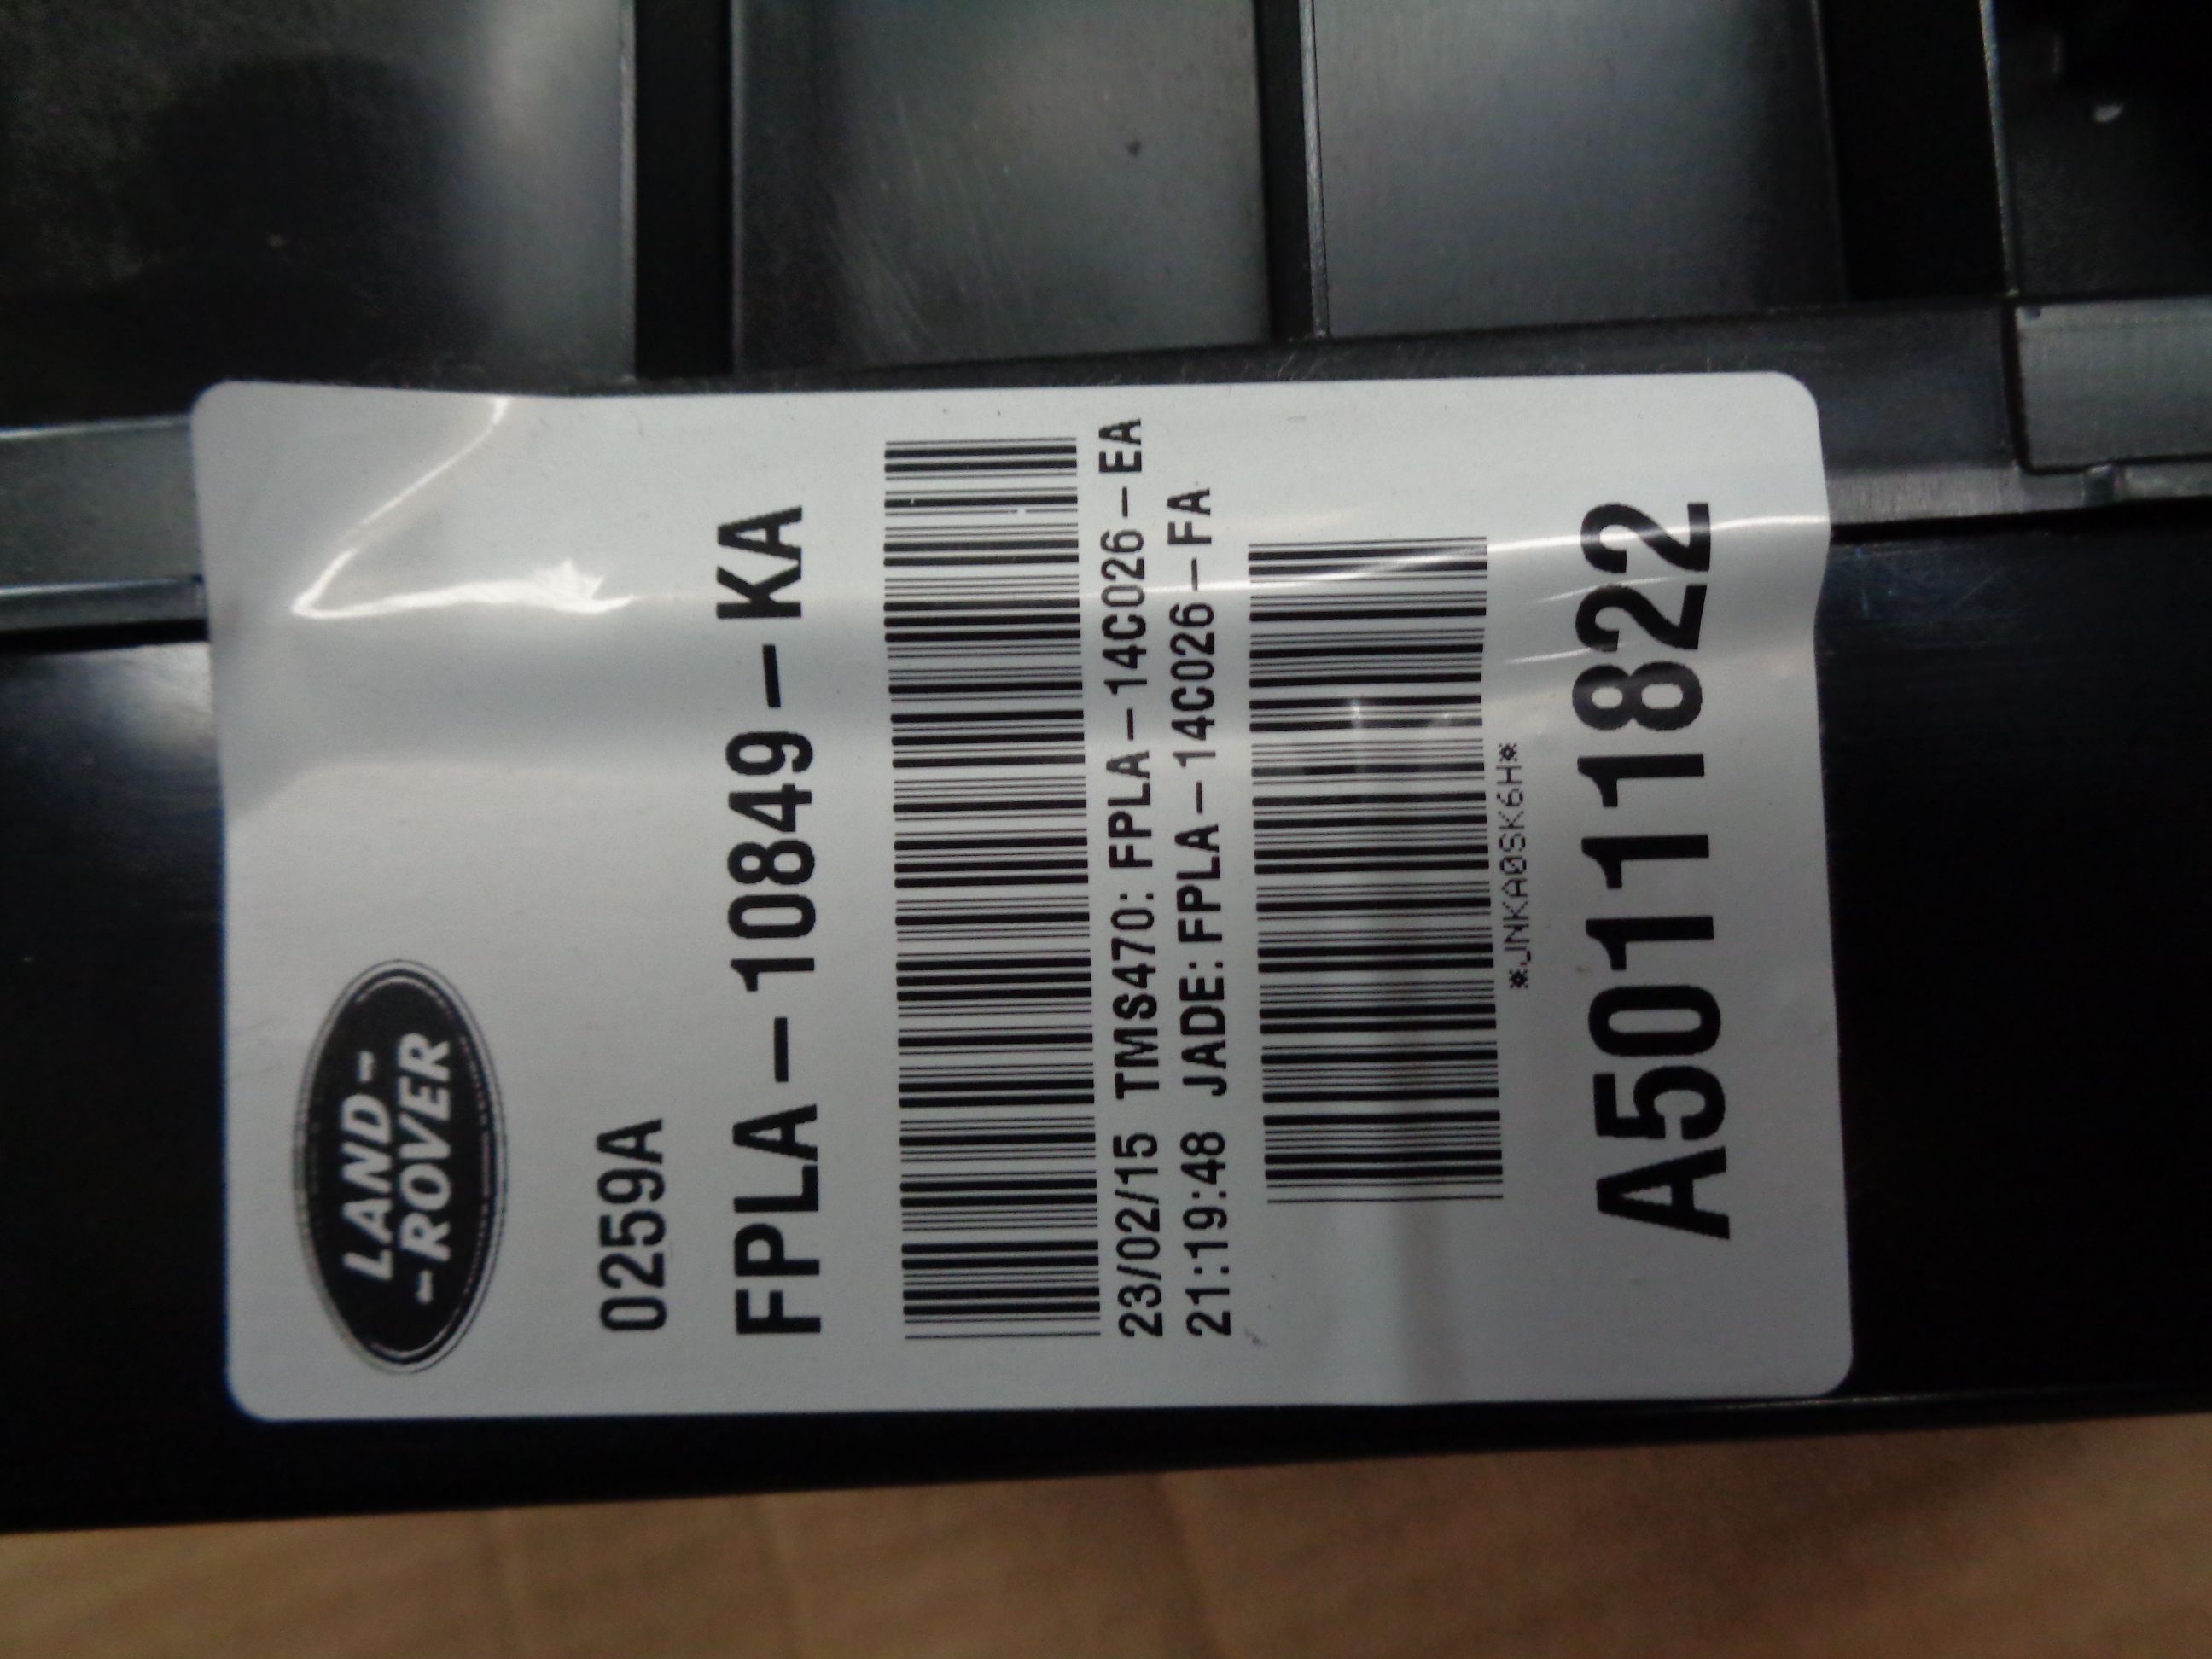 LAND-
-ROVER
0259A
FPLA-10849-KA
23/02/15 TMS470: FPLA-14C026-EA
21:19:48 JADE: FPLA-14C026-FA
*JNKA0SK6H*
A5011822